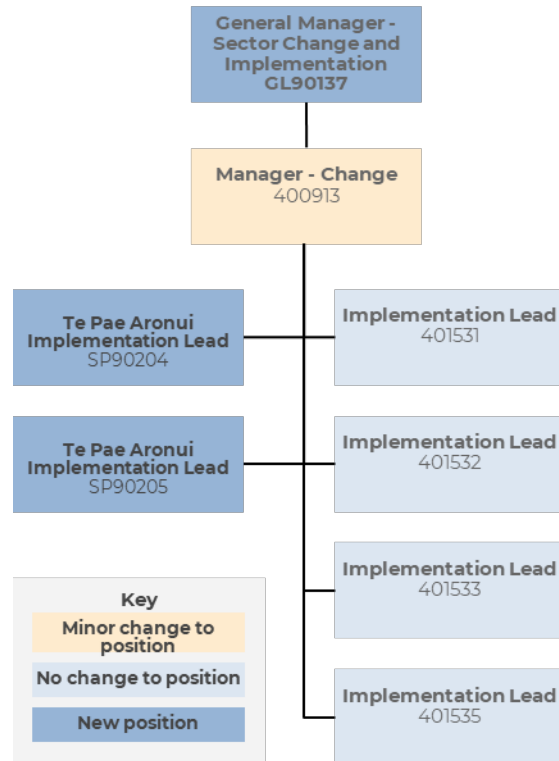 General Manager -
Sector Change and
Implementation
GL90137
Manager - Change
400913
Te Pae Aronui
Implementation Lead
SP90204
Implementation Lead
401531
Te Pae Aronui
Implementation Lead
SP90205
Implementation Lead
401532
Implementation Lead
401533
Implementation Lead
401535
Key
Minor change to
position
No change to position
New position